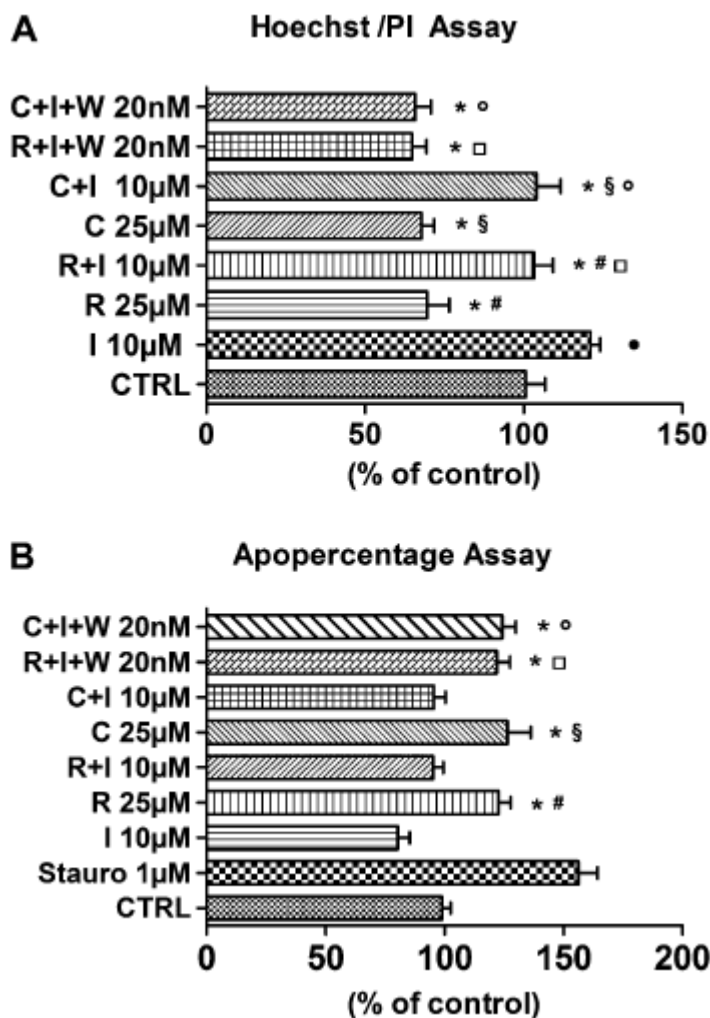 A Hoechst /PI Assay
C+I+W 20nM * °
R+I+W 20nM * □
C+I 10µM * § °
C 25µM * §
R+I 10µM * # □
R 25µM * #
I 10µM •
CTRL
0 50 100 150
(% of control)
B Apopercentage Assay
C+I+W 20nM * °
R+I+W 20nM * □
C+I 10µM
C 25µM * §
R+I 10µM
R 25µM * #
I 10µM
Stauro 1µM
CTRL
0 50 100 150 200
(% of control)